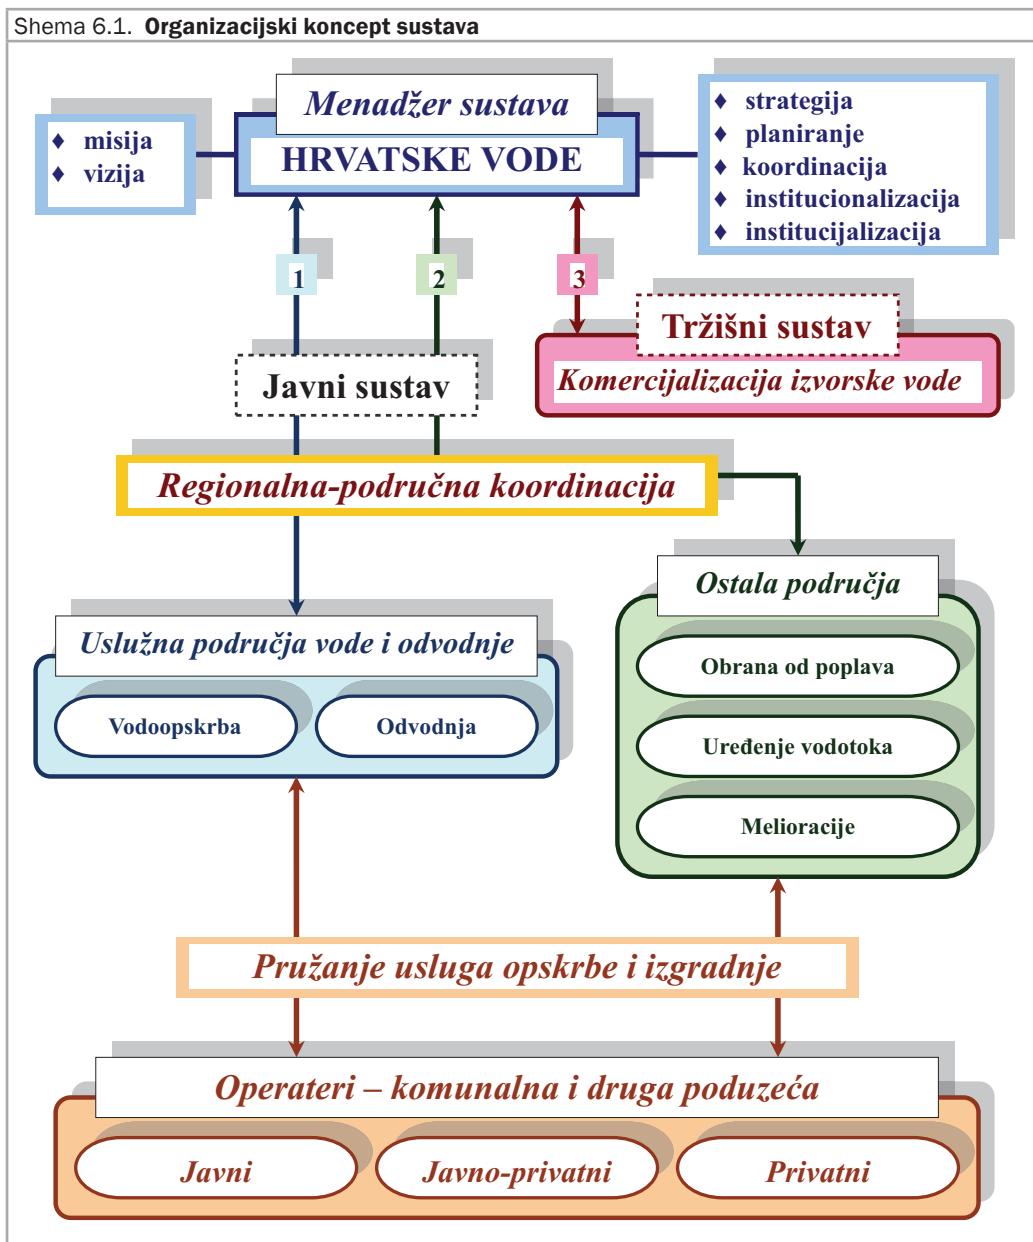 Shema 6.1. Organizacijski koncept sustava
Menadžer sustava
HRVATSKE VODE
♦ misija
♦ vizija
♦ strategija
♦ planiranje
♦ koordinacija
♦ institucionalizacija
♦ institucijalizacija
1
2
3
Tržišni sustav
Komercijalizacija izvorske vode
Javni sustav
Regionalna-područna koordinacija
Ostala područja
Obrana od poplava
Uređenje vodotoka
Melioracije
Uslužna područja vode i odvodnje
Vodoopskrba
Odvodnja
Pružanje usluga opskrbe i izgradnje
Operateri – komunalna i druga poduzeća
Javni
Javno-privatni
Privatni